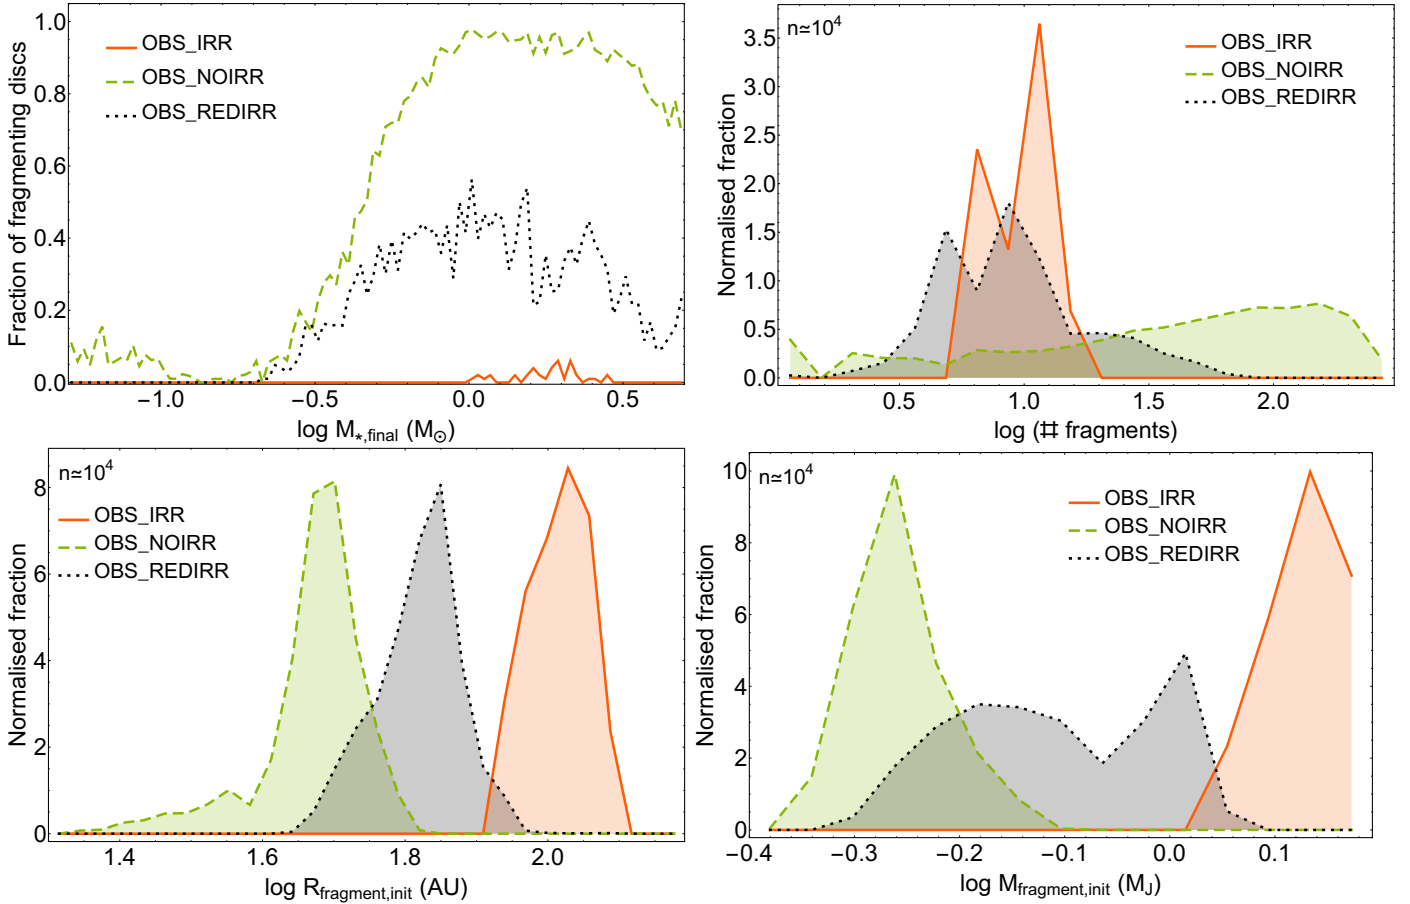 1.0
0.8
0.6
0.4
0.2
0.0
Fraction of fragmenting discs
OBS_IRR
OBS_NOIRR
OBS_REDIRR
−1.0 −0.5 0.0 0.5
log M*,final (M⊙)
n≃10⁴
3.5
3.0
2.5
2.0
1.5
1.0
0.5
0.0
Normalised fraction
OBS_IRR
OBS_NOIRR
OBS_REDIRR
0.5 1.0 1.5 2.0
log (# fragments)
n≃10⁴
8
6
4
2
0
Normalised fraction
OBS_IRR
OBS_NOIRR
OBS_REDIRR
1.4 1.6 1.8 2.0
log Rfragment,init (AU)
n≃10⁴
10
8
6
4
2
0
Normalised fraction
OBS_IRR
OBS_NOIRR
OBS_REDIRR
−0.4 −0.3 −0.2 −0.1 0.0 0.1
log Mfragment,init (MJ)